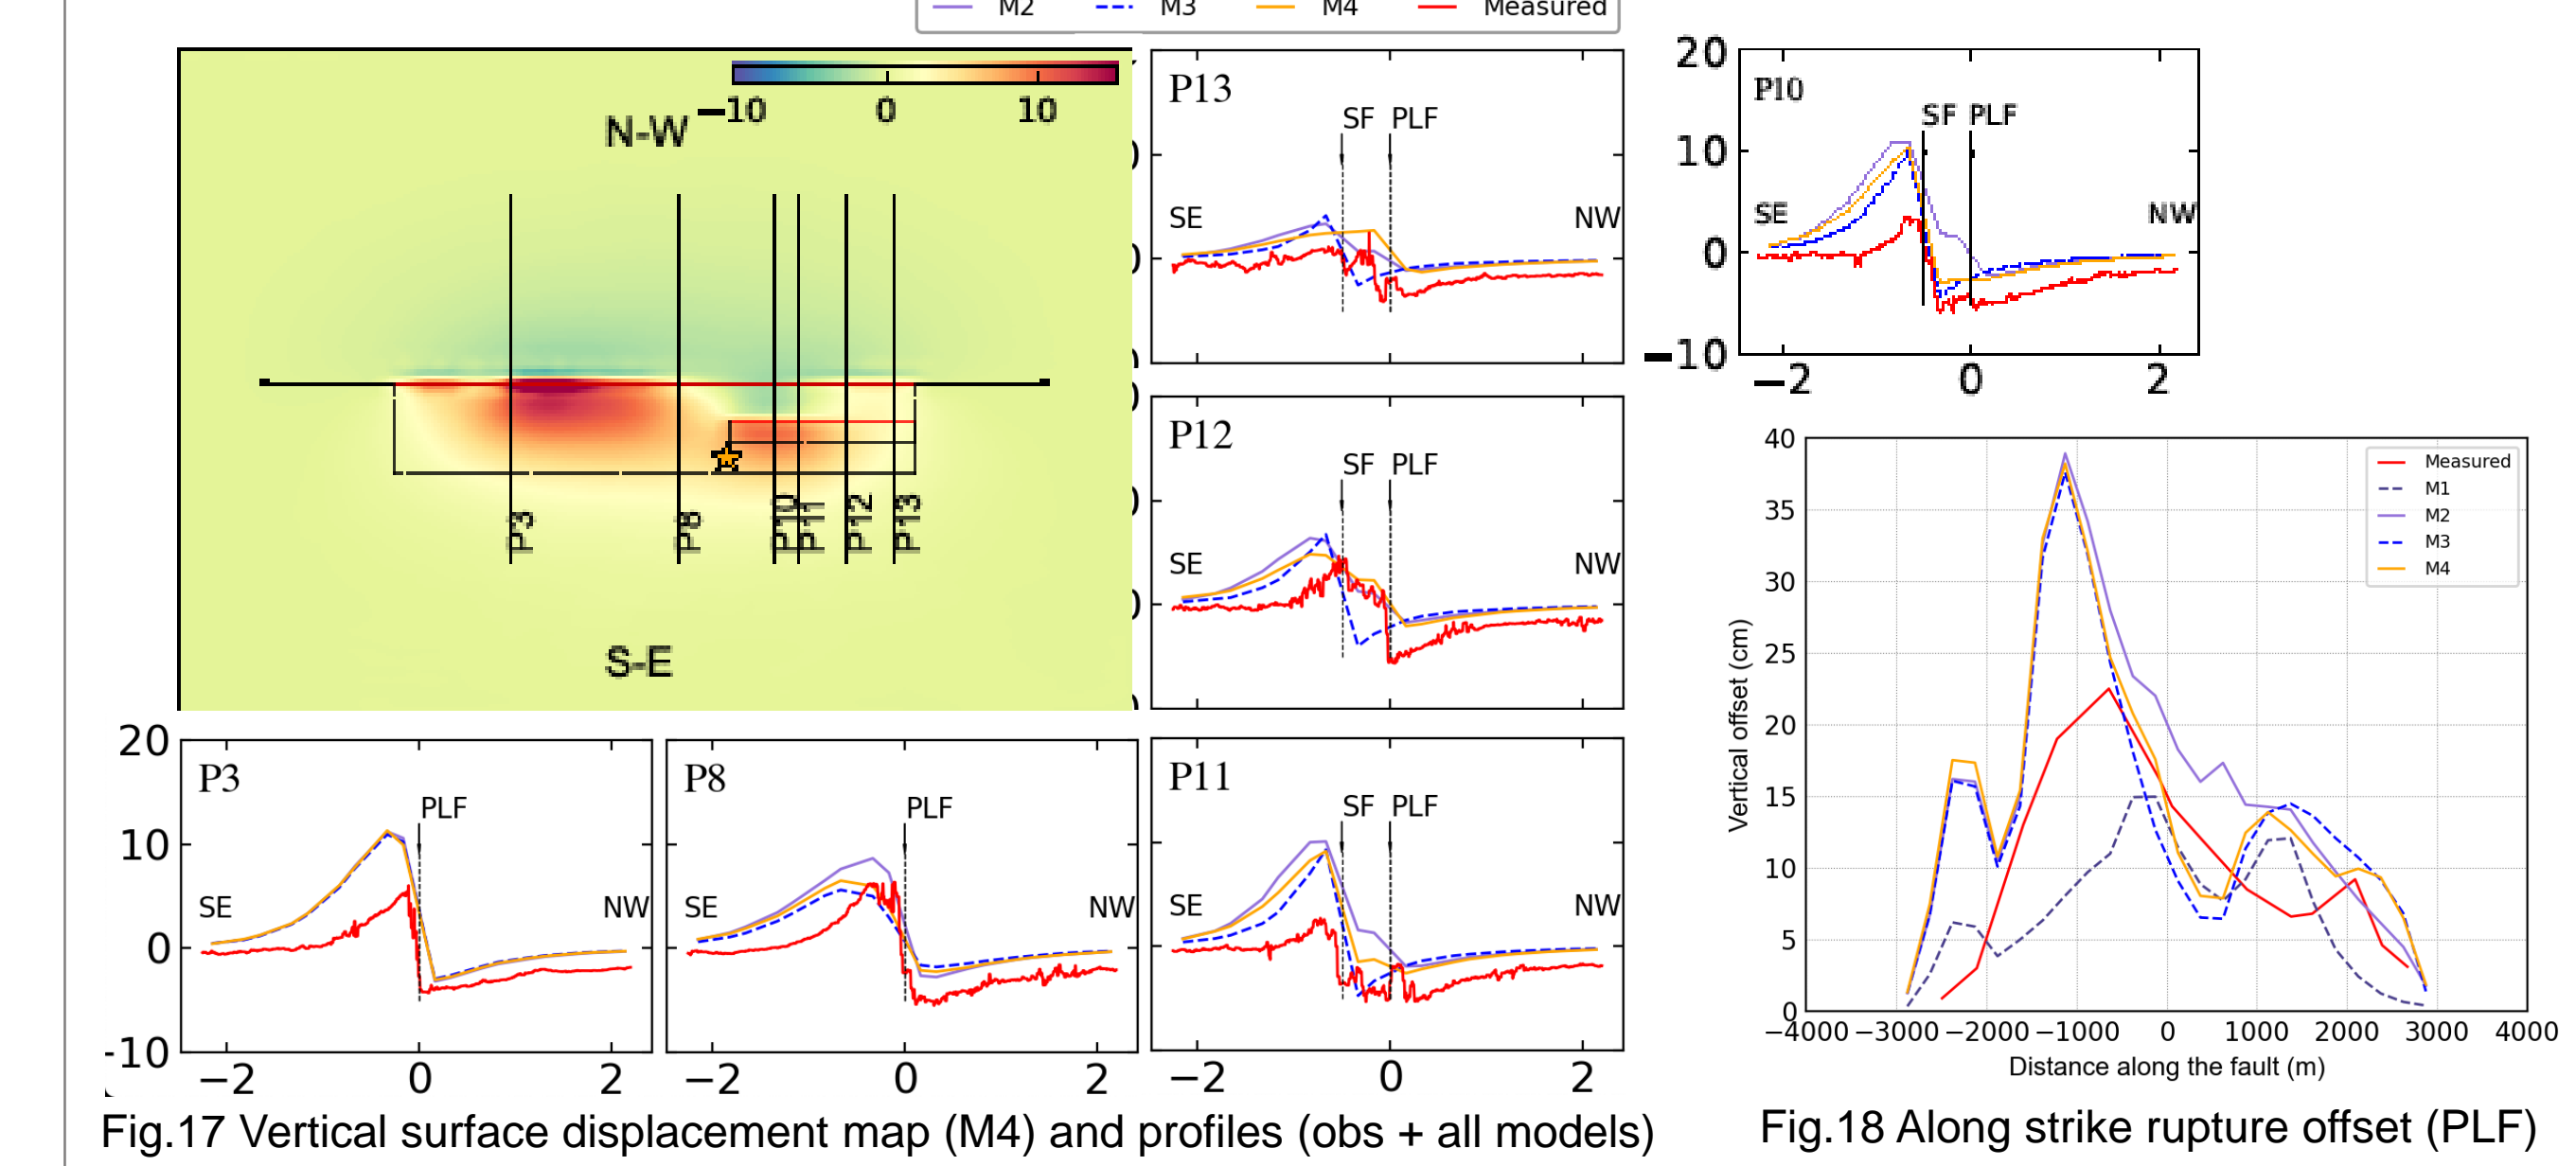 M2 M3 M4 Measured
−10 0 10
N-W
P3 P8 P10 P11 P12 P13
S-E
P13
SF PLF
SE NW
P10
SF PLF
SE NW
20
10
0
−10
−2 0 2
P12
SF PLF
SE NW
P3
PLF
SE NW
20
10
0
-10
−2 0 2
P8
PLF
SE NW
−2 0 2
P11
SF PLF
SE NW
−2 0 2
Measured
M1
M2
M3
M4
Vertical offset (cm)
40
35
30
25
20
15
10
5
0
−4000 −3000 −2000 −1000 0 1000 2000 3000 4000
Distance along the fault (m)
Fig.17 Vertical surface displacement map (M4) and profiles (obs + all models)
Fig.18 Along strike rupture offset (PLF)